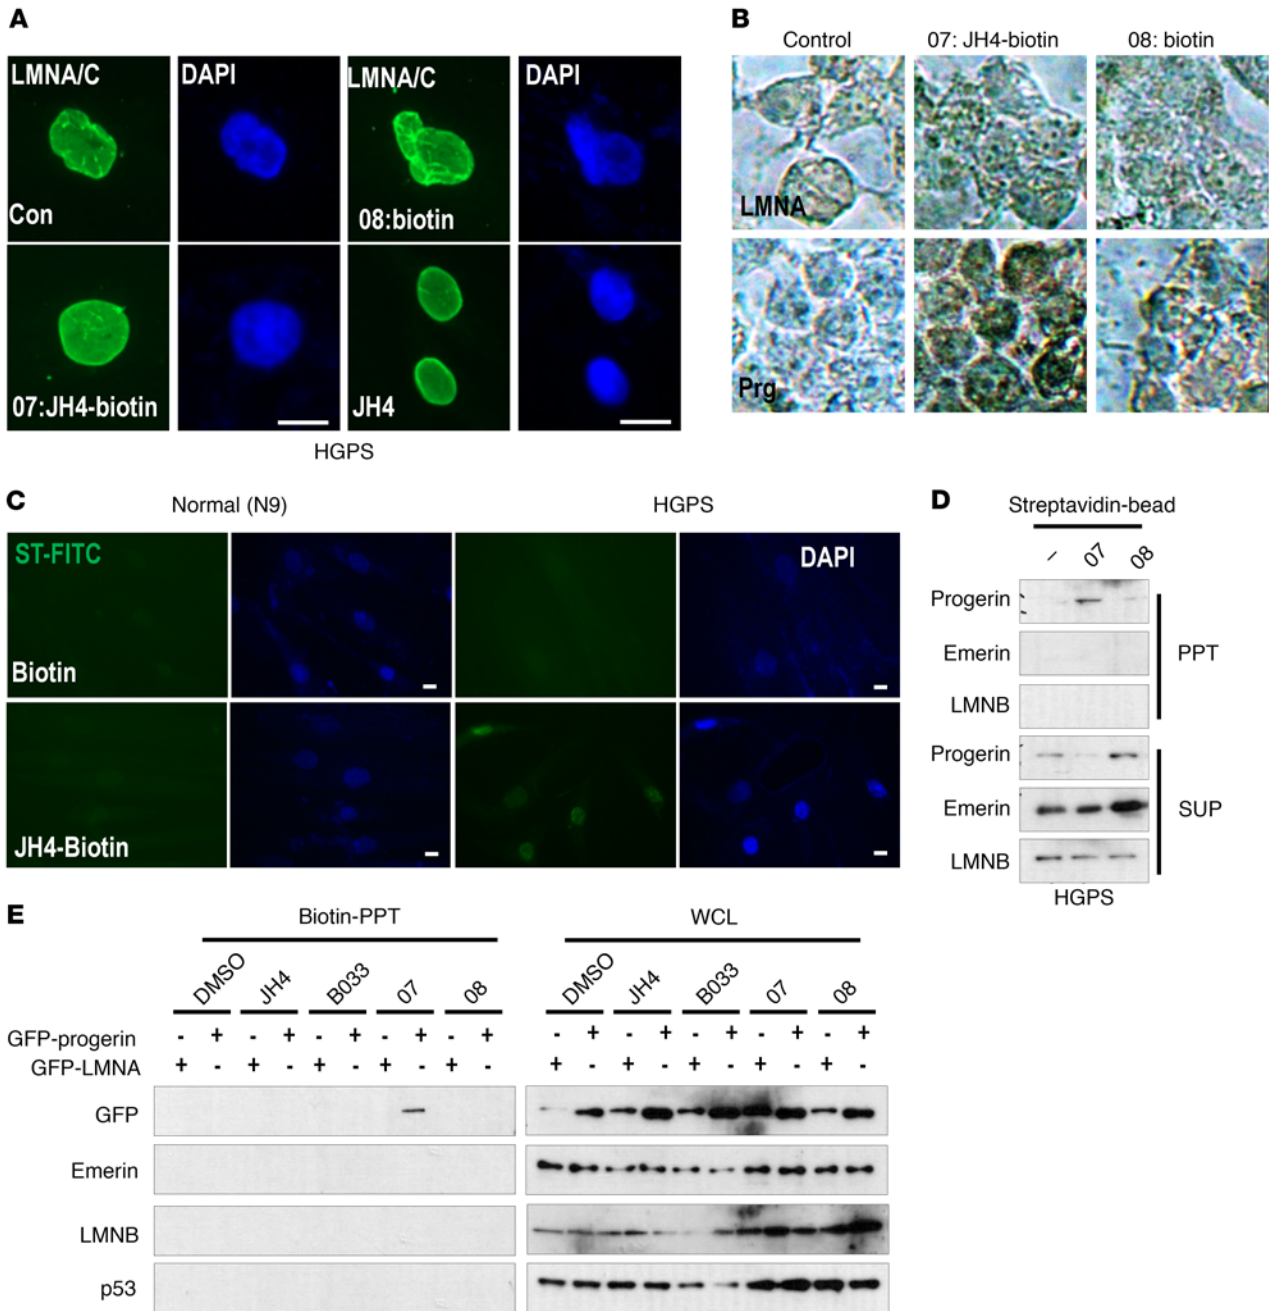 A
LMNA/C
DAPI
LMNA/C
DAPI
Con
08:biotin
07:JH4-biotin
JH4
HGPS
B
Control
07: JH4-biotin
08: biotin
LMNA
Prg
C
Normal (N9)
HGPS
ST-FITC
DAPI
Biotin
JH4-Biotin
D
Streptavidin-bead
– 07 08
Progerin
Emerin
LMNB
PPT
Progerin
Emerin
LMNB
SUP
HGPS
E
Biotin-PPT
WCL
DMSO JH4 B033 07 08 DMSO JH4 B033 07 08
GFP-progerin - + - + - + - + - + - + - + - + - + - +
GFP-LMNA + - + - + - + - + - + - + - + - + - + -
GFP
Emerin
LMNB
p53